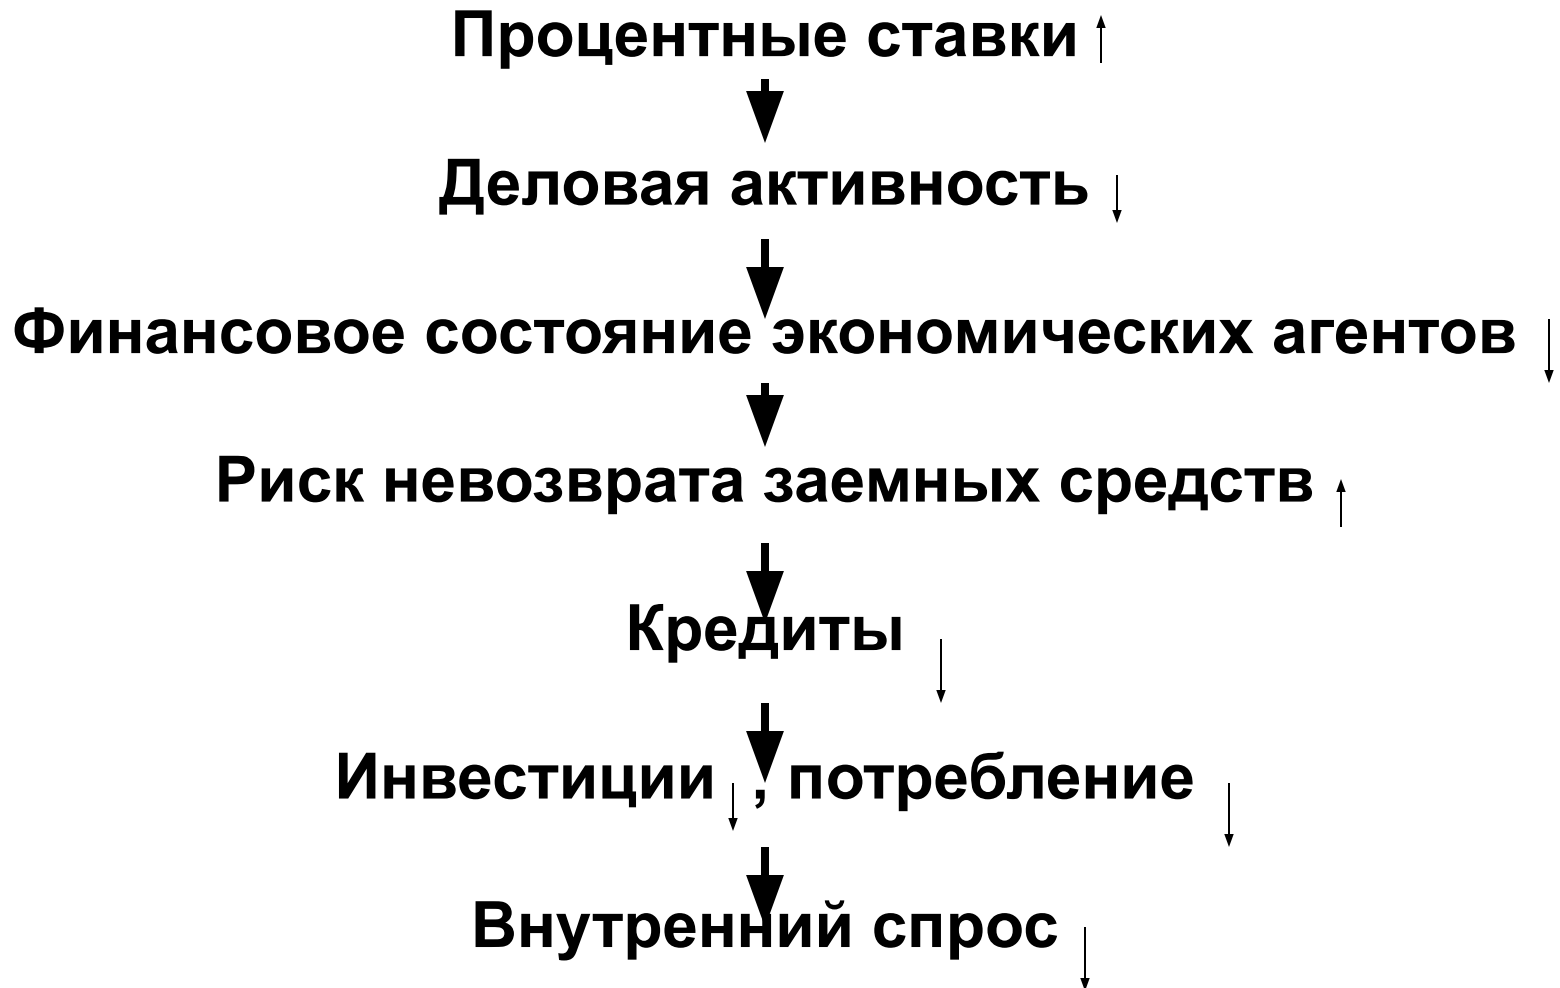 Процентные ставки
Деловая активность
Финансовое состояние экономических агентов
Риск невозврата заемных средств
Кредиты
Инвестиции , потребление
Внутренний спрос